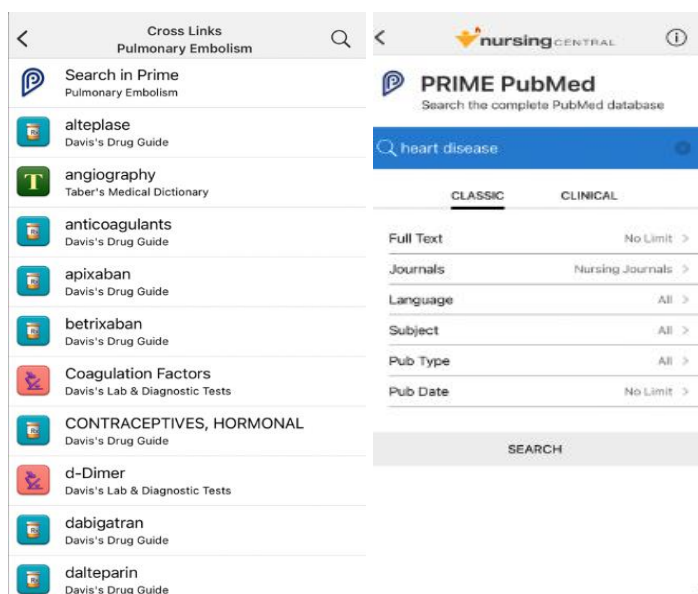 Cross Links
Pulmonary Embolism
Search in Prime
Pulmonary Embolism
alteplase
Davis's Drug Guide
T
angiography
Taber's Medical Dictionary
anticoagulants
Davis's Drug Guide
apixaban
Davis's Drug Guide
betrixaban
Davis's Drug Guide
Coagulation Factors
Davis's Lab & Diagnostic Tests
CONTRACEPTIVES, HORMONAL
Davis's Drug Guide
d-Dimer
Davis's Lab & Diagnostic Tests
dabigatran
Davis's Drug Guide
dalteparin
Davis's Drug Guide
nursing CENTRAL
PRIME PubMed
Search the complete PubMed database
heart disease
CLASSIC CLINICAL
Full Text No Limit >
Journals Nursing Journals >
Language All >
Subject All >
Pub Type All >
Pub Date No Limit >
SEARCH